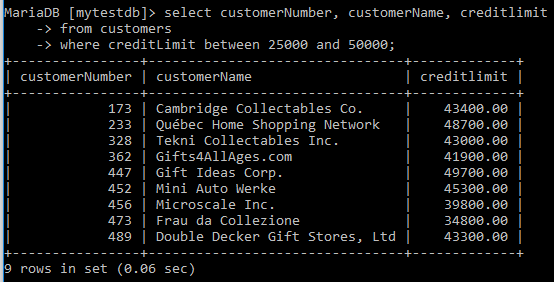 MariaDB [mytestdb]> select customerNumber, customerName, creditlimit
    -> from customers
    -> where creditLimit between 25000 and 50000;
+----------------+--------------------------------+-------------+
| customerNumber | customerName                   | creditlimit |
+----------------+--------------------------------+-------------+
|            173 | Cambridge Collectables Co.     |    43400.00 |
|            233 | Québec Home Shopping Network   |    48700.00 |
|            328 | Tekni Collectables Inc.        |    43000.00 |
|            362 | Gifts4AllAges.com              |    41900.00 |
|            447 | Gift Ideas Corp.               |    49700.00 |
|            452 | Mini Auto Werke                |    45300.00 |
|            456 | Microscale Inc.                |    39800.00 |
|            473 | Frau da Collezione             |    34800.00 |
|            489 | Double Decker Gift Stores, Ltd |    43300.00 |
+----------------+--------------------------------+-------------+
9 rows in set (0.06 sec)